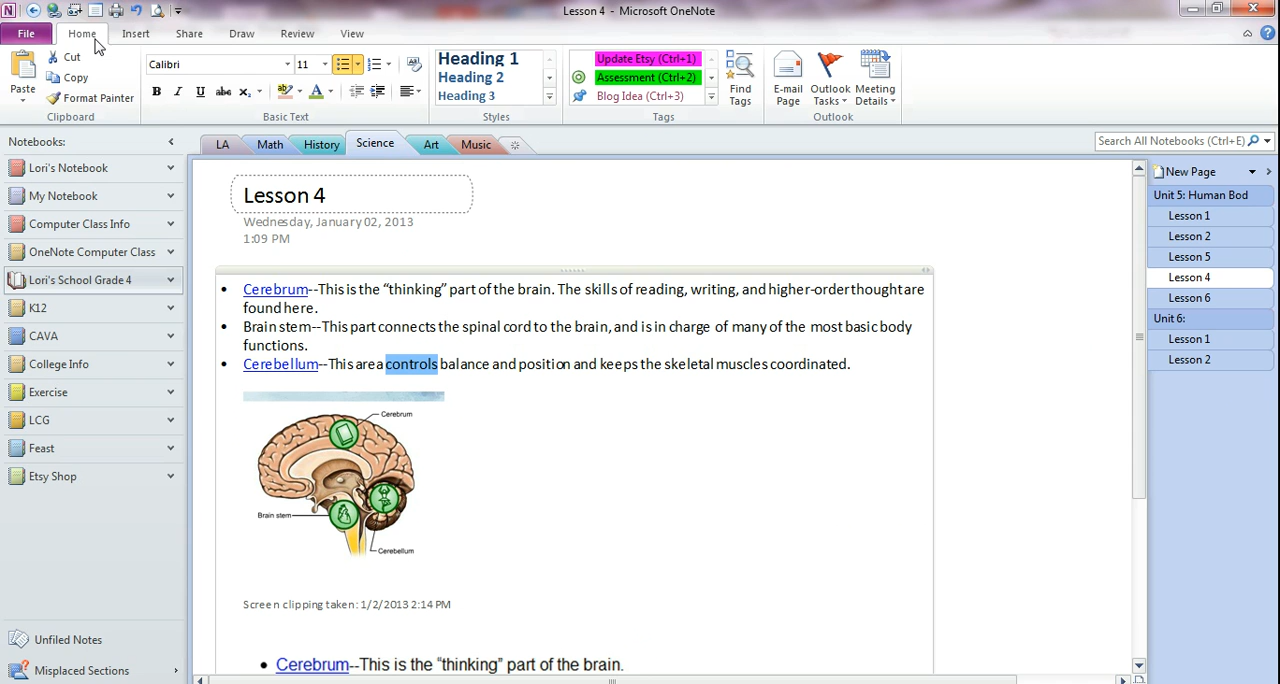 Lesson 4 - Microsoft OneNote
File Home Insert Share Draw Review View
Paste
Cut
Copy
Format Painter
Clipboard
Calibri 11
B I U abc X₂ A
Basic Text
Heading 1
Heading 2
Heading 3
Styles
Update Etsy (Ctrl+1)
Assessment (Ctrl+2)
Blog Idea (Ctrl+3)
Find Tags
Tags
E-mail Page
Outlook Tasks
Meeting Details
Outlook
Notebooks:
Lori's Notebook
My Notebook
Computer Class Info
OneNote Computer Class
Lori's School Grade 4
K12
CAVA
College Info
Exercise
LCG
Feast
Etsy Shop
Unfiled Notes
Misplaced Sections
LA Math History Science Art Music
Search All Notebooks (Ctrl+E)
Lesson 4
Wednesday, January 02, 2013
1:09 PM
• Cerebrum--This is the “thinking” part of the brain. The skills of reading, writing, and higher-order thought are
found here.
• Brain stem--This part connects the spinal cord to the brain, and is in charge of many of the most basic body
functions.
• Cerebellum--This area controls balance and position and keeps the skeletal muscles coordinated.
Cerebrum
Brain stem
Cerebellum
Screen clipping taken: 1/2/2013 2:14 PM
• Cerebrum--This is the “thinking” part of the brain.
New Page
Unit 5: Human Bod
Lesson 1
Lesson 2
Lesson 5
Lesson 4
Lesson 6
Unit 6:
Lesson 1
Lesson 2